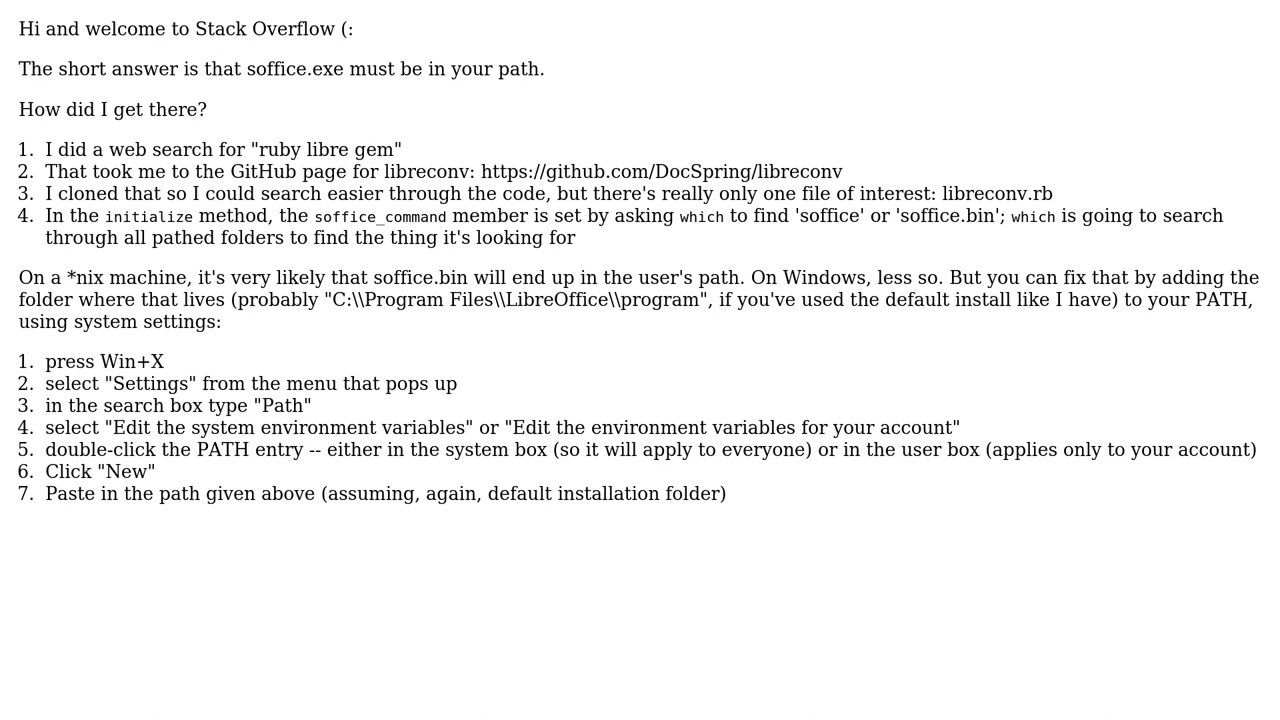 Hi and welcome to Stack Overflow (:
The short answer is that soffice.exe must be in your path.
How did I get there?
1. I did a web search for "ruby libre gem"
2. That took me to the GitHub page for libreconv: https://github.com/DocSpring/libreconv
3. I cloned that so I could search easier through the code, but there's really only one file of interest: libreconv.rb
4. In the initialize method, the soffice_command member is set by asking which to find 'soffice' or 'soffice.bin'; which is going to search
through all pathed folders to find the thing it's looking for
On a *nix machine, it's very likely that soffice.bin will end up in the user's path. On Windows, less so. But you can fix that by adding the
folder where that lives (probably "C:\\Program Files\\LibreOffice\\program", if you've used the default install like I have) to your PATH,
using system settings:
1. press Win+X
2. select "Settings" from the menu that pops up
3. in the search box type "Path"
4. select "Edit the system environment variables" or "Edit the environment variables for your account"
5. double-click the PATH entry -- either in the system box (so it will apply to everyone) or in the user box (applies only to your account)
6. Click "New"
7. Paste in the path given above (assuming, again, default installation folder)